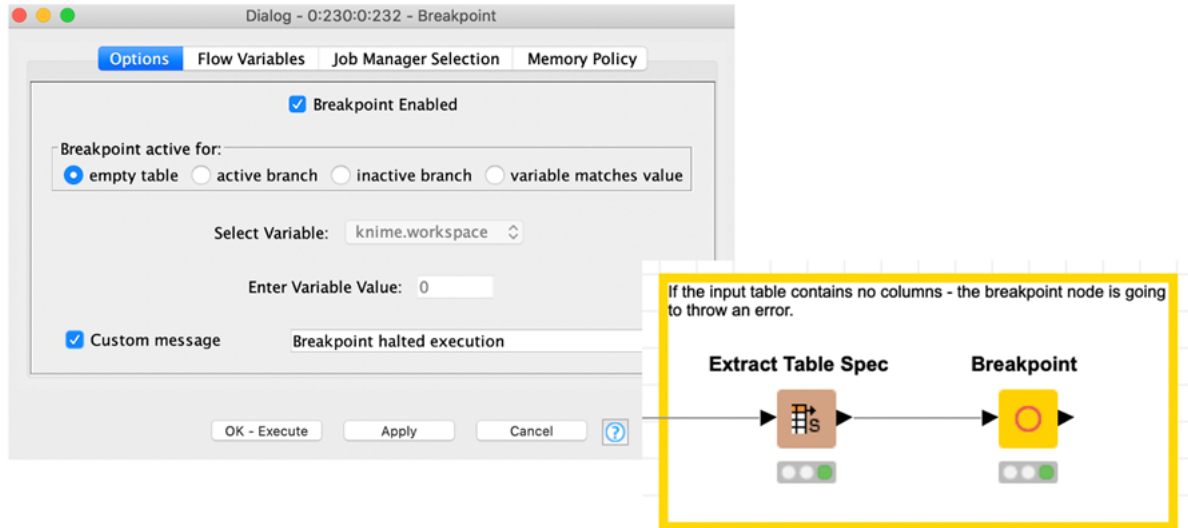 Dialog - 0:230:0:232 - Breakpoint
Options Flow Variables Job Manager Selection Memory Policy
Breakpoint Enabled
Breakpoint active for:
empty table active branch inactive branch variable matches value
Select Variable: knime.workspace
Enter Variable Value: 0
Custom message Breakpoint halted execution
OK - Execute Apply Cancel ?
If the input table contains no columns - the breakpoint node is going
to throw an error.
Extract Table Spec Breakpoint
S